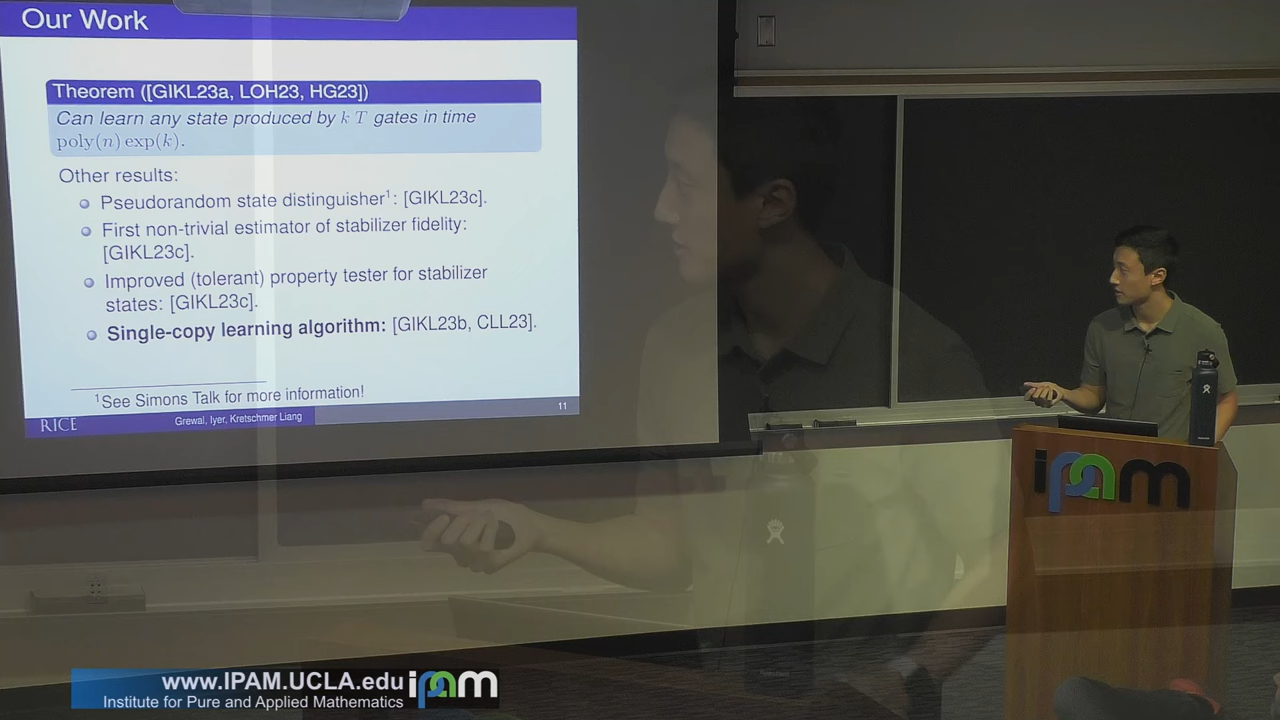 Our Work
Theorem ([GIKL23a, LOH23, HG23])
Can learn any state produced by k T gates in time
poly(n) exp(k).
Other results:
Pseudorandom state distinguisher¹: [GIKL23c].
First non-trivial estimator of stabilizer fidelity:
[GIKL23c].
Improved (tolerant) property tester for stabilizer
states: [GIKL23c].
Single-copy learning algorithm: [GIKL23b, CLL23].
¹See Simons Talk for more information!
RICE
Grewal, Iyer, Kretschmer Liang
11
ipam
www.IPAM.UCLA.edu
Institute for Pure and Applied Mathematics
ipam